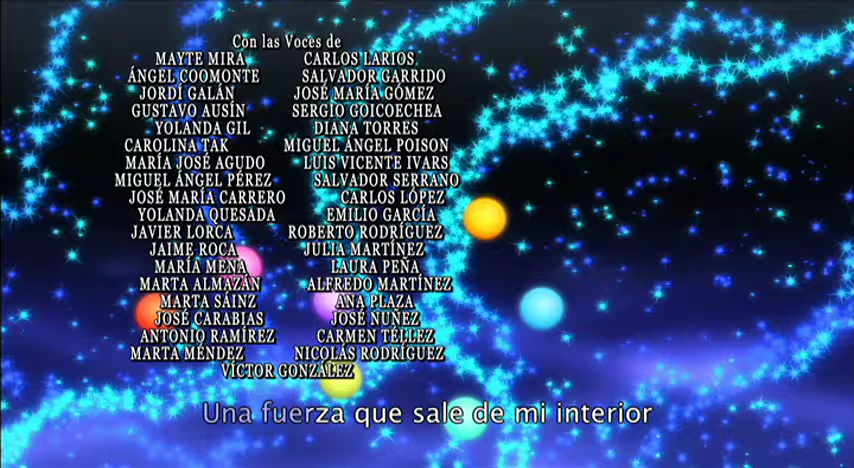 Con las Voces de
MAYTE MIRA CARLOS LARIOS
ÁNGEL COOMONTE SALVADOR GARRIDO
JORDÍ GALÁN JOSÉ MARÍA GÓMEZ
GUSTAVO AUSÍN SERGIO GOICOECHEA
YOLANDA GIL DIANA TORRES
CAROLINA TAK MIGUEL ÁNGEL POISON
MARÍA JOSÉ AGUDO LUIS VICENTE IVARS
MIGUEL ÁNGEL PÉREZ SALVADOR SERRANO
JOSÉ MARÍA CARRERO CARLOS LÓPEZ
YOLANDA QUESADA EMILIO GARCÍA
JAVIER LORCA ROBERTO RODRÍGUEZ
JAIME ROCA JULIA MARTÍNEZ
MARÍA MENA LAURA PEÑA
MARTA ALMAZÁN ALFREDO MARTÍNEZ
MARTA SÁINZ ANA PLAZA
JOSÉ CARABIAS JOSÉ NUÑEZ
ANTONIO RAMÍREZ CARMEN TÉLLEZ
MARTA MÉNDEZ NICOLÁS RODRÍGUEZ
VÍCTOR GONZÁLEZ
Una fuerza que sale de mi interior